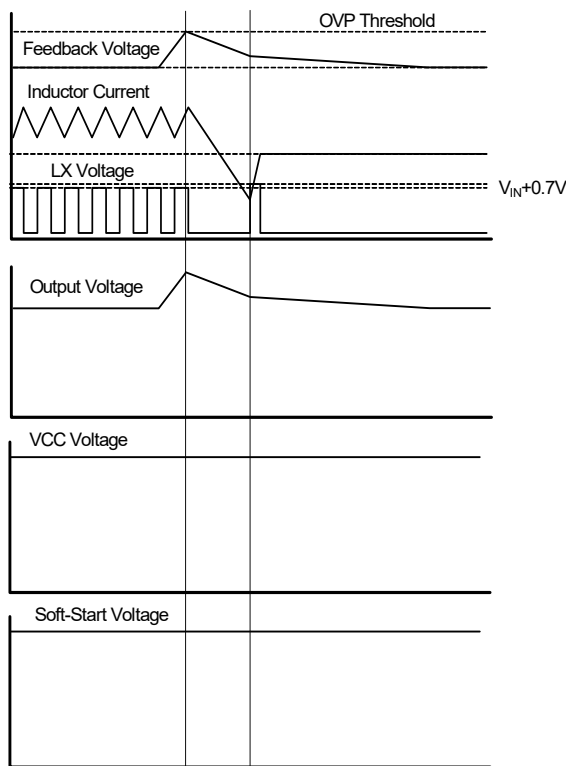 OVP Threshold
Feedback Voltage
Inductor Current
LX Voltage
VIN+0.7V
Output Voltage
VCC Voltage
Soft-Start Voltage